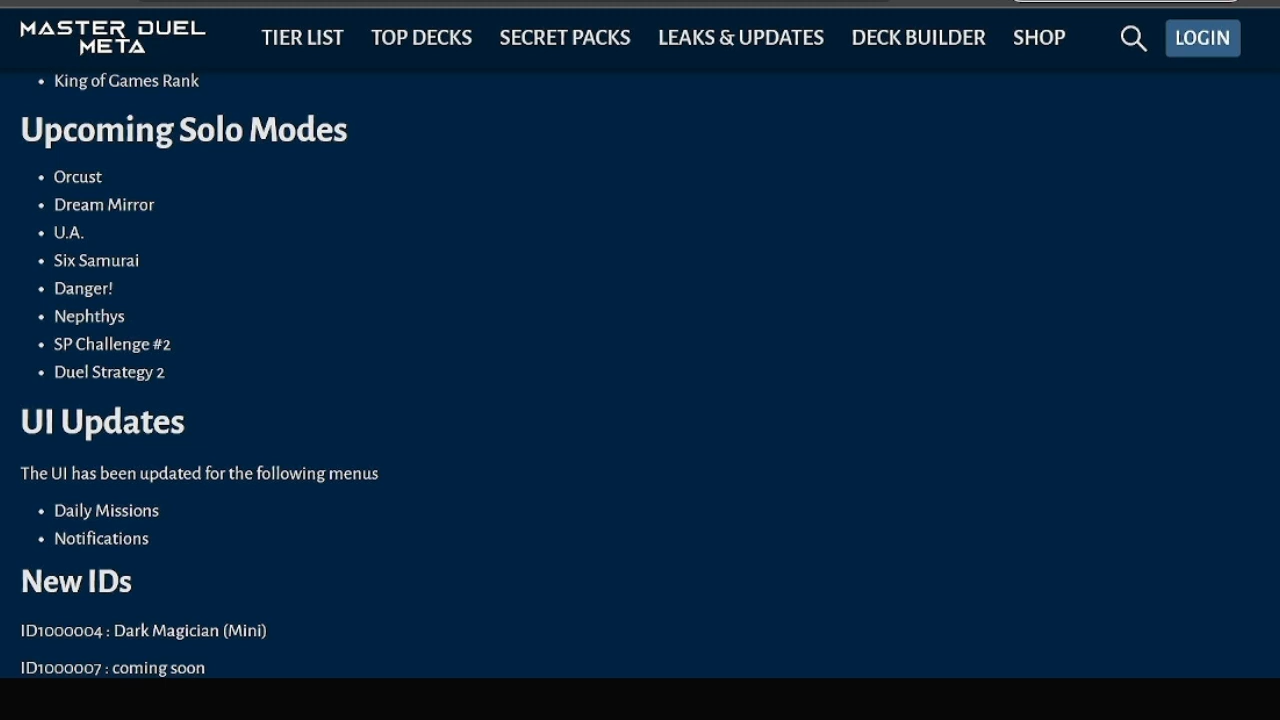 MASTER DUEL
META
TIER LIST
TOP DECKS
SECRET PACKS
LEAKS & UPDATES
DECK BUILDER
SHOP
LOGIN
• King of Games Rank
Upcoming Solo Modes
• Orcust
• Dream Mirror
• U.A.
• Six Samurai
• Danger!
• Nephthys
• SP Challenge #2
• Duel Strategy 2
UI Updates
The UI has been updated for the following menus
• Daily Missions
• Notifications
New IDs
ID1000004 : Dark Magician (Mini)
ID1000007 : coming soon